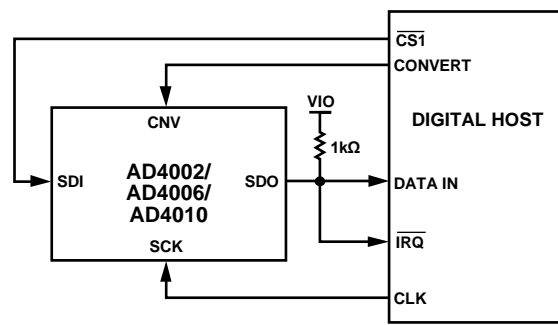 CS1
CONVERT
VIO
CNV
DIGITAL HOST
1kΩ
AD4002/
AD4006/
AD4010
SDI
SDO
DATA IN
SCK
IRQ
CLK